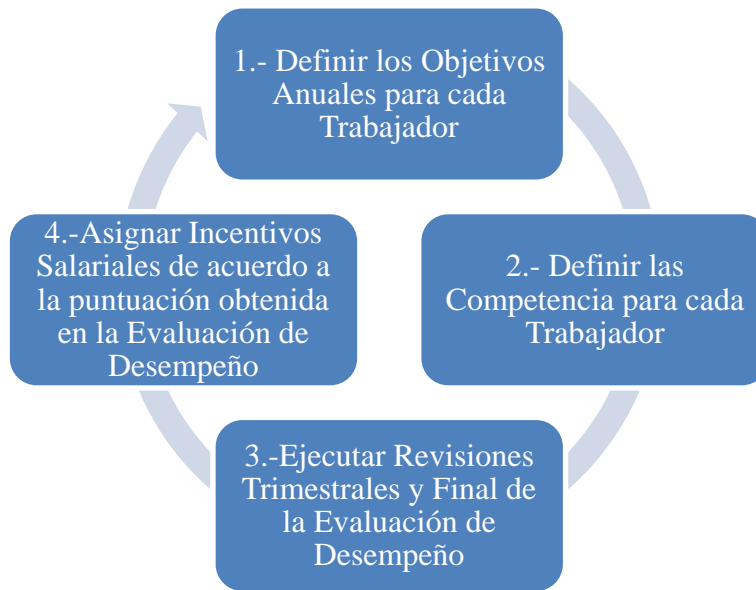 1.- Definir los Objetivos
Anuales para cada
Trabajador
2.- Definir las
Competencia para cada
Trabajador
3.-Ejecutar Revisiones
Trimestrales y Final de
la Evaluación de
Desempeño
4.-Asignar Incentivos
Salariales de acuerdo a
la puntuación obtenida
en la Evaluación de
Desempeño